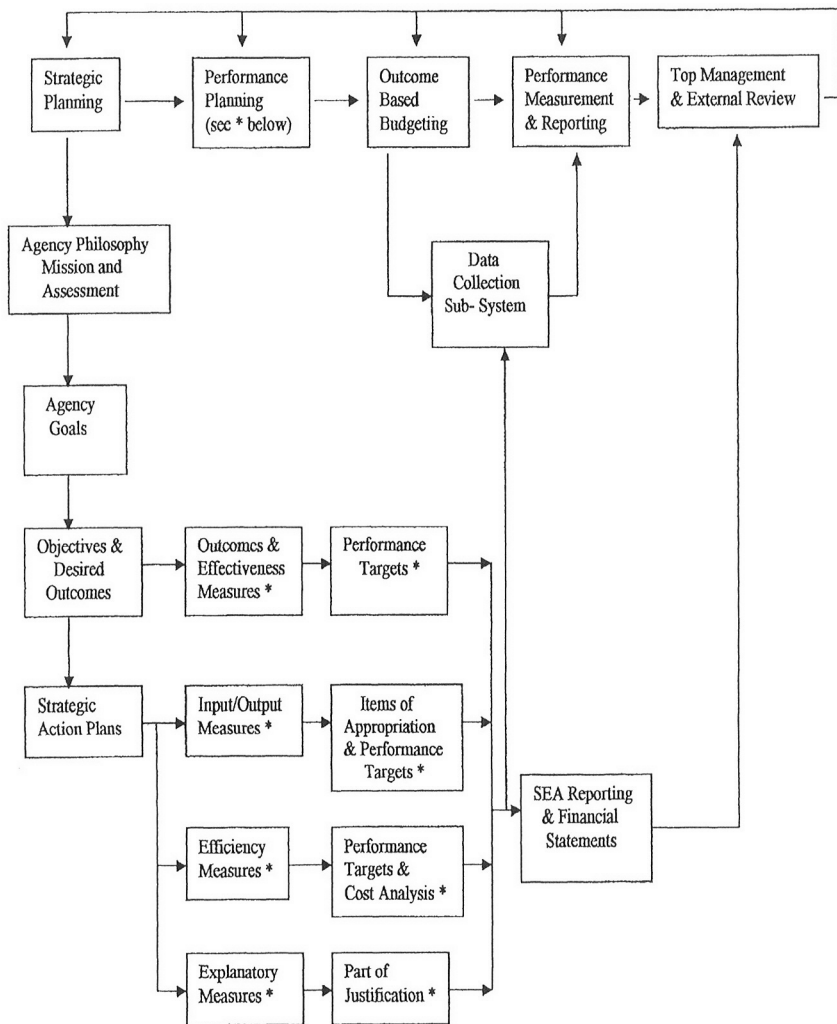 Strategic
Planning
Performance
Planning
(see * below)
Outcome
Based
Budgeting
Performance
Measurement
& Reporting
Top Management
& External Review
Agency Philosophy
Mission and
Assessment
Data
Collection
Sub- System
Agency
Goals
Objectives &
Desired
Outcomes
Outcomes &
Effectiveness
Measures *
Performance
Targets *
Strategic
Action Plans
Input/Output
Measures *
Items of
Appropriation
& Performance
Targets *
SEA Reporting
& Financial
Statements
Efficiency
Measures *
Performance
Targets &
Cost Analysis *
Explanatory
Measures *
Part of
Justification *